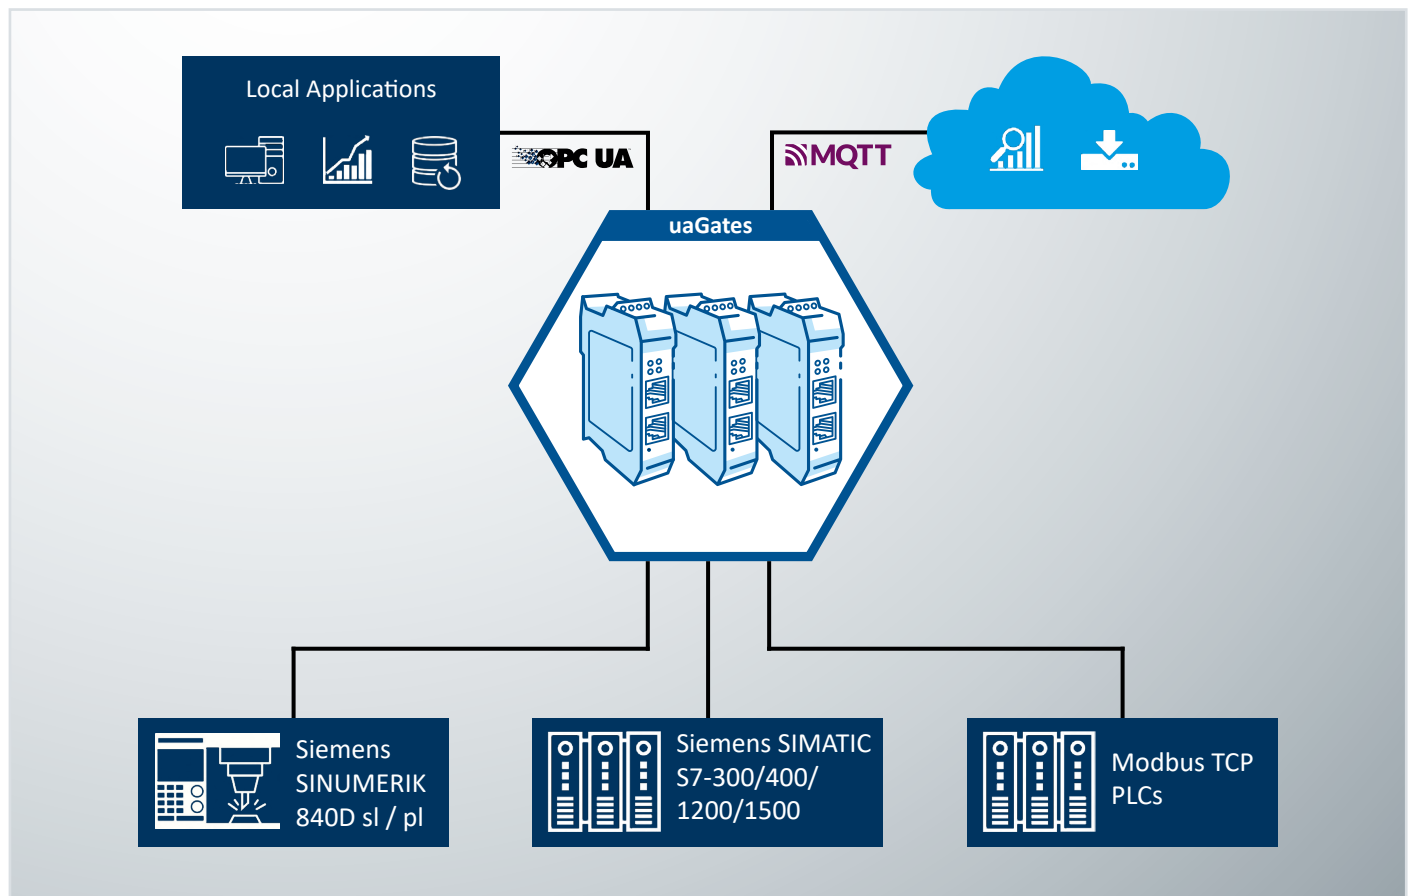 Local Applications
OPC UA
MQTT
uaGates
Siemens
SINUMERIK
840D sl / pl
Siemens SIMATIC
S7-300/400/
1200/1500
Modbus TCP
PLCs